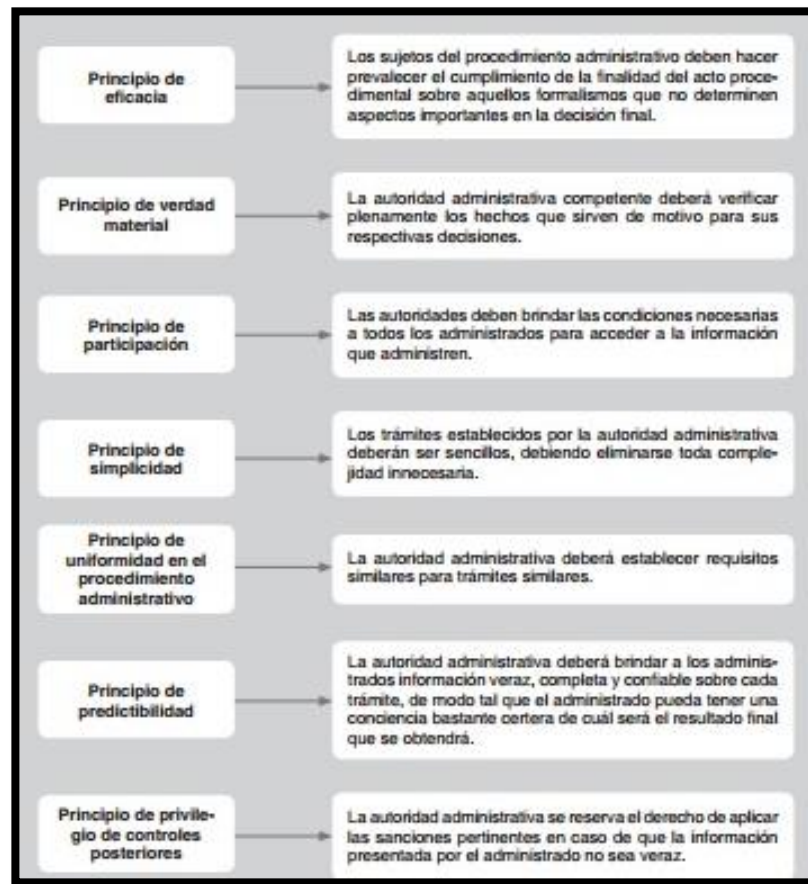 Principio de
eficacia
Los sujetos del procedimiento administrativo deben hacer
prevalecer el cumplimiento de la finalidad del acto proce-
dimental sobre aquellos formalismos que no determinen
aspectos importantes en la decisión final.
Principio de verdad
material
La autoridad administrativa competente deberá verificar
plenamente los hechos que sirven de motivo para sus
respectivas decisiones.
Principio de
participación
Las autoridades deben brindar las condiciones necesarias
a todos los administrados para acceder a la información
que administren.
Principio de
simplicidad
Los trámites establecidos por la autoridad administrativa
deberán ser sencillos, debiendo eliminarse toda comple-
jidad innecesaria.
Principio de
uniformidad en el
procedimiento
administrativo
La autoridad administrativa deberá establecer requisitos
similares para trámites similares.
Principio de
predictibilidad
La autoridad administrativa deberá brindar a los adminis-
trados información veraz, completa y confiable sobre cada
trámite, de modo tal que el administrado pueda tener una
conciencia bastante certera de cuál será el resultado final
que se obtendrá.
Principio de privile-
gio de controles
posteriores
La autoridad administrativa se reserva el derecho de aplicar
las sanciones pertinentes en caso de que la información
presentada por el administrado no sea veraz.